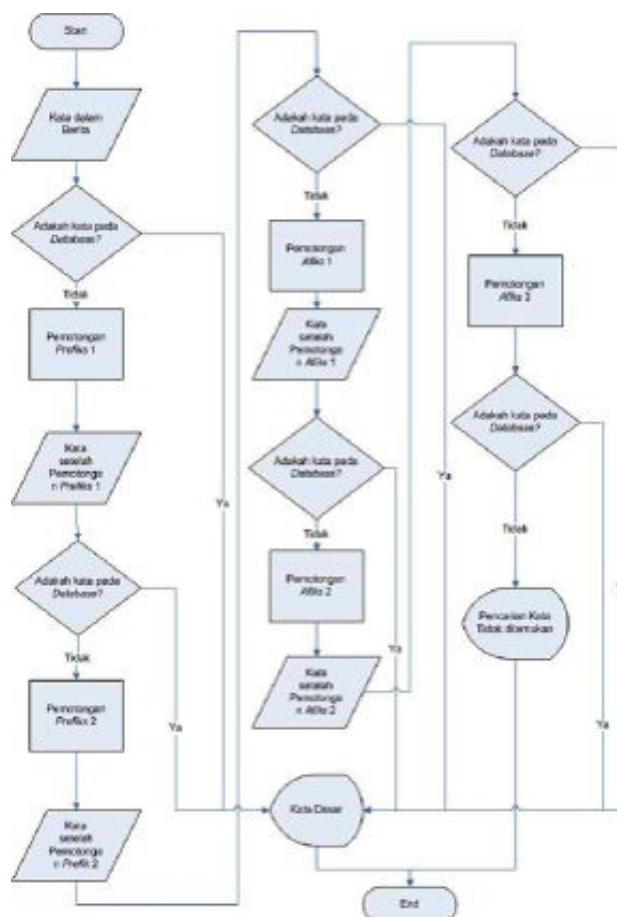 Start
Kata dalam
Berita
Adakah kata pada
Database?
Tidak
Pemotongan
Prefiks 1
Kata
setelah
Pemotonga
n Prefiks 1
Ya
Adakah kata pada
Database?
Tidak
Pemotongan
Prefiks 2
Ya
Kata
setelah
Pemotonga
n Prefik 2
Adakah kata pada
Database?
Tidak
Pemotongan
Afiks 1
Kata
setelah
Pemotonga
n Afiks 1
Ya
Adakah kata pada
Database?
Tidak
Pemotongan
Afiks 2
Ya
Kata
setelah
Pemotonga
n Afiks 2
Kata Dasar
Adakah kata pada
Database?
Tidak
Pemotongan
Afiks 3
Adakah kata pada
Database?
Tidak
Pencarian Kata
Tidak ditemukan
Ya
End